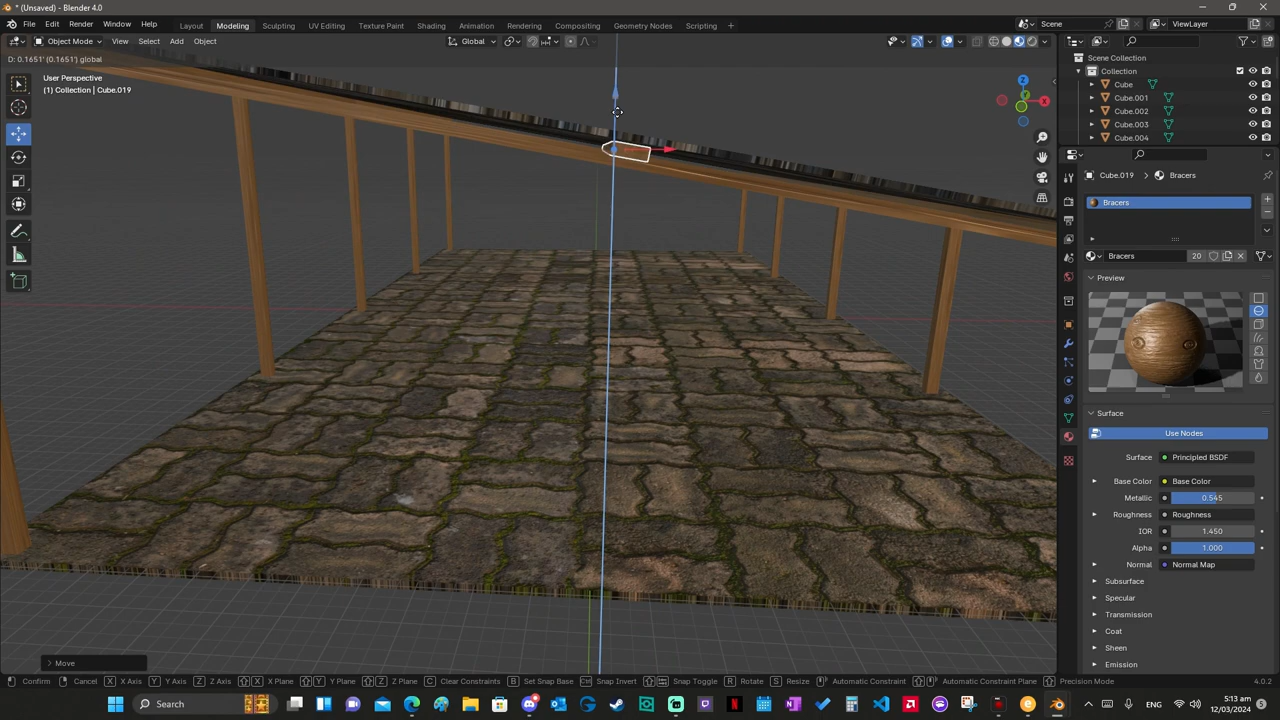 * (Unsaved) - Blender 4.0
File Edit Render Window Help
Layout Modeling Sculpting UV Editing Texture Paint Shading Animation Rendering Compositing Geometry Nodes Scripting
Scene
ViewLayer
Object Mode View Select Add Object
Global
D: 0.1651' (0.1651') global
User Perspective
(1) Collection | Cube.019
X
Z
Scene Collection
Collection
Cube
Cube.001
Cube.002
Cube.003
Cube.004
Cube.019 > Bracers
Bracers
Bracers 20
Preview
Surface
Use Nodes
Surface Principled BSDF
Base Color Base Color
Metallic 0.545
Roughness Roughness
IOR 1.450
Alpha 1.000
Normal Normal Map
Subsurface
Specular
Transmission
Coat
Sheen
Emission
> Move
Confirm Cancel X X Axis Y Y Axis Z Z Axis X X Plane Y Y Plane Z Z Plane C Clear Constraints B Set Snap Base Ctrl Snap Invert Snap Toggle G Move R Rotate S Resize Automatic Constraint Automatic Constraint Plane Precision Mode 4.0.2
Search
ENG
5:13 pm
12/03/2024